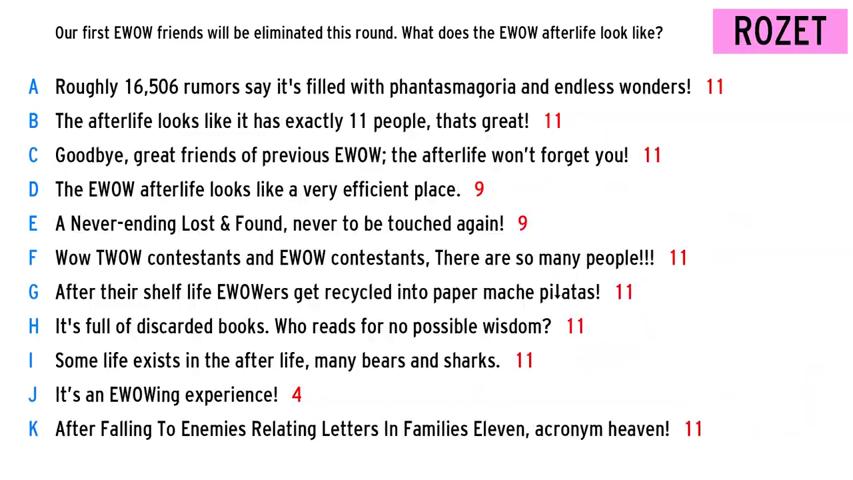 Our first EWOW friends will be eliminated this round. What does the EWOW afterlife look like?
ROZET
A Roughly 16,506 rumors say it's filled with phantasmagoria and endless wonders! 11
B The afterlife looks like it has exactly 11 people, thats great! 11
C Goodbye, great friends of previous EWOW; the afterlife won’t forget you! 11
D The EWOW afterlife looks like a very efficient place. 9
E A Never-ending Lost & Found, never to be touched again! 9
F Wow TWOW contestants and EWOW contestants, There are so many people!!! 11
G After their shelf life EWOWers get recycled into paper mache pi⅃atas! 11
H It's full of discarded books. Who reads for no possible wisdom? 11
I Some life exists in the after life, many bears and sharks. 11
J It’s an EWOWing experience! 4
K After Falling To Enemies Relating Letters In Families Eleven, acronym heaven! 11